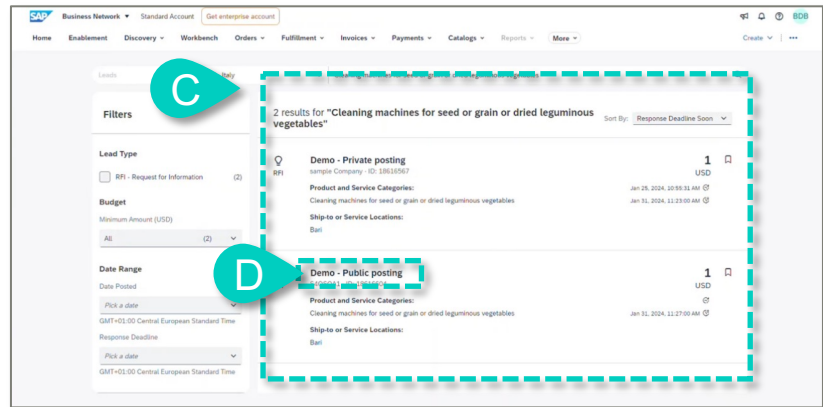 SAP Business Network Standard Account Get enterprise account BDB
Home Enablement Discovery Workbench Orders Fulfillment Invoices Payments Catalogs Reports More Create
Leads Italy
C
Filters
2 results for "Cleaning machines for seed or grain or dried leguminous
vegetables"
Sort By: Response Deadline Soon
Lead Type
RFI - Request for Information (2)
Budget
Minimum Amount (USD)
All (2)
Date Range
Date Posted
Pick a date
GMT+01:00 Central European Standard Time
Response Deadline
Pick a date
GMT+01:00 Central European Standard Time
RFI
Demo - Private posting
sample Company - ID: 18616567
1
USD
Product and Service Categories:
Jan 25, 2024, 10:59:31 AM
Cleaning machines for seed or grain or dried leguminous vegetables
Jan 31, 2024, 11:23:00 AM
Ship-to or Service Locations:
Bari
D
Demo - Public posting
1
USD
Product and Service Categories:
Cleaning machines for seed or grain or dried leguminous vegetables
Jan 31, 2024, 11:27:00 AM
Ship-to or Service Locations:
Bari